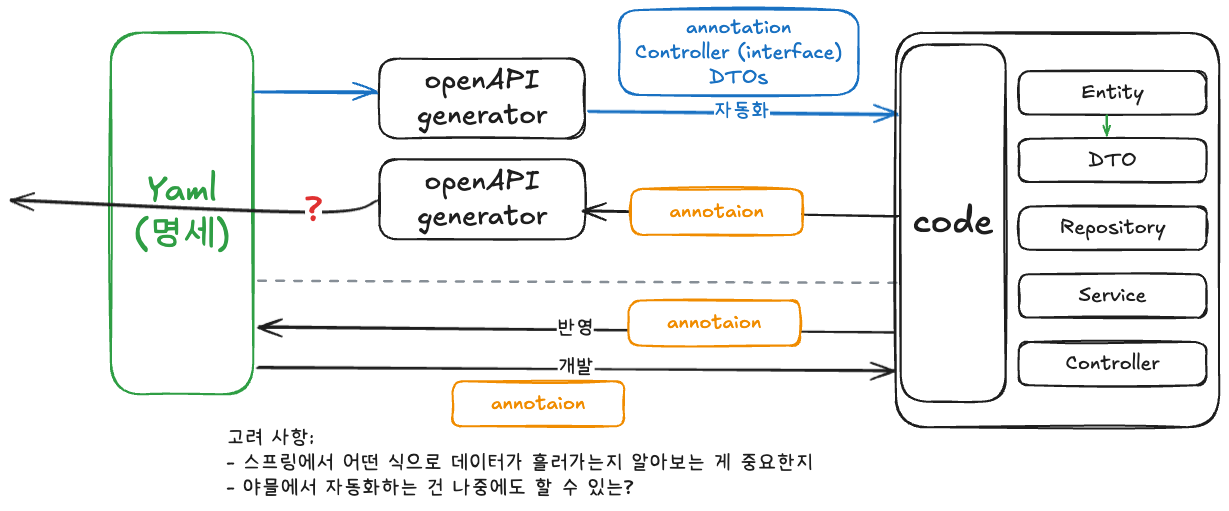 annotation
Controller (interface)
DTOs
openAPI
generator
자동화
Entity
DTO
Yaml
(명세)
?
openAPI
generator
annotaion
code
Repository
Service
반영
annotaion
개발
Controller
annotaion
고려 사항;
- 스프링에서 어떤 식으로 데이터가 흘러가는지 알아보는 게 중요한지
- 야믈에서 자동화하는 건 나중에도 할 수 있는?